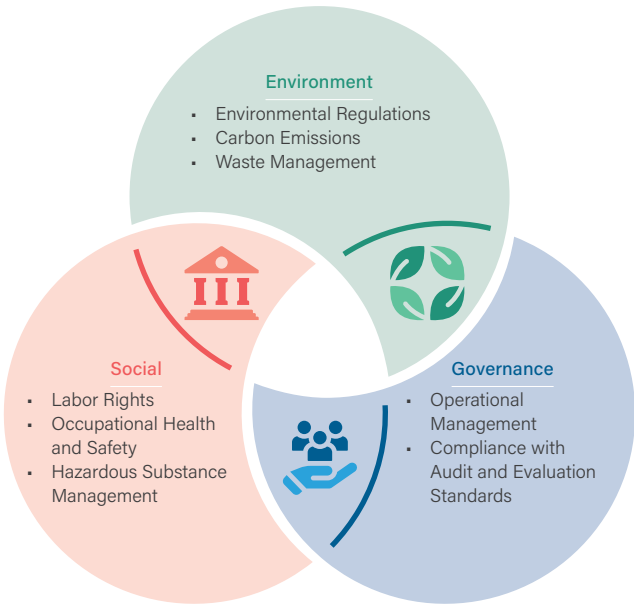 Environment
▪ Environmental Regulations
▪ Carbon Emissions
▪ Waste Management
Social
▪ Labor Rights
▪ Occupational Health
and Safety
▪ Hazardous Substance
Management
Governance
▪ Operational
Management
▪ Compliance with
Audit and Evaluation
Standards